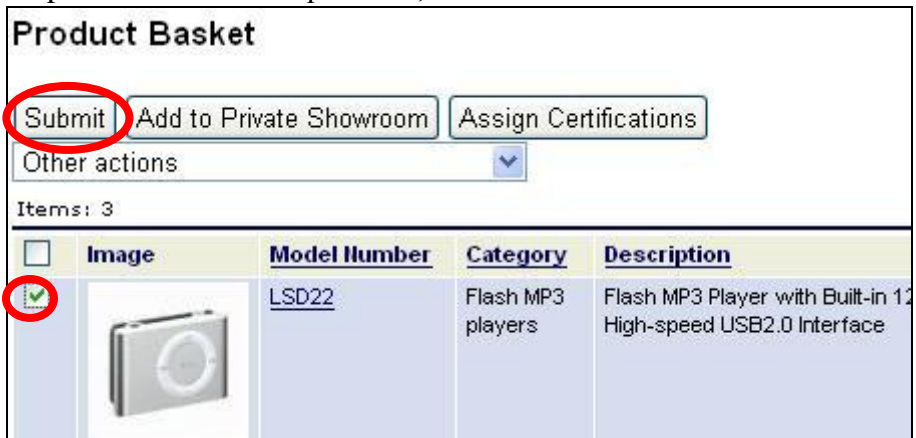 Product Basket
Submit Add to Private Showroom Assign Certifications
Other actions
Items: 3
Image Model Number Category Description
LSD22 Flash MP3 Flash MP3 Player with Built-in 12
players High-speed USB2.0 Interface